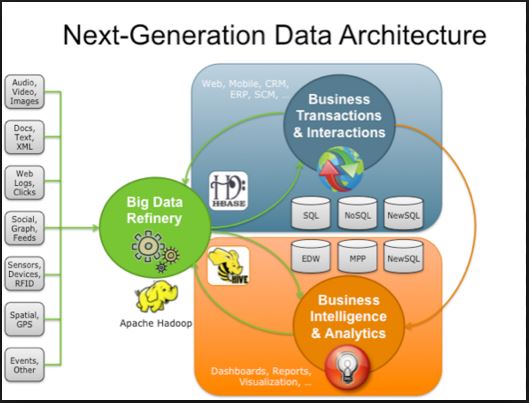 Next-Generation Data Architecture
Audio,
Video,
Images
Docs,
Text,
XML
Web
Logs,
Clicks
Social,
Graph,
Feeds
Sensors,
Devices,
RFID
Spatial,
GPS
Events,
Other
Big Data
Refinery
Apache Hadoop
Web, Mobile, CRM,
ERP, SCM, …
Business
Transactions
& Interactions
HBASE
SQL
NoSQL
NewSQL
EDW
MPP
NewSQL
HIVE
Business
Intelligence
& Analytics
Dashboards, Reports,
Visualization, …